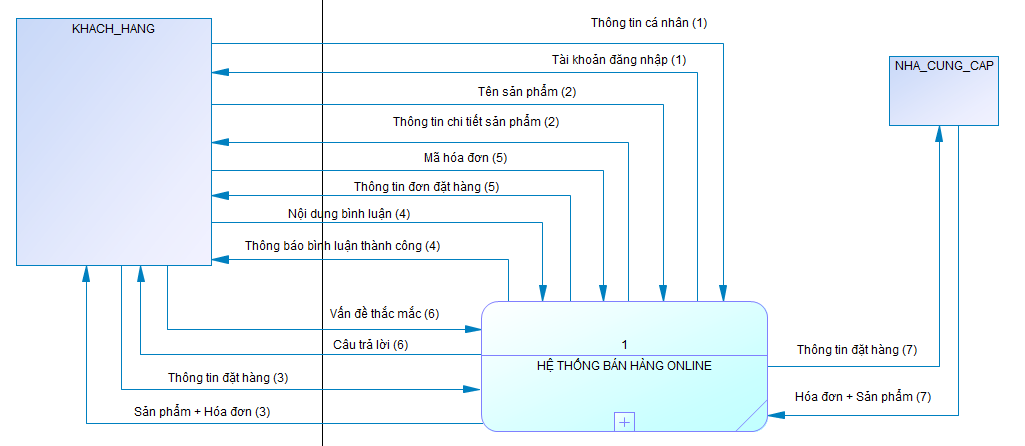 Thông tin cá nhân (1)
KHACH_HANG
Tài khoản đăng nhập (1)
NHA_CUNG_CAP
Tên sản phẩm (2)
Thông tin chi tiết sản phẩm (2)
Mã hóa đơn (5)
Thông tin đơn đặt hàng (5)
Nội dung bình luận (4)
Thông báo bình luận thành công (4)
Vấn đề thắc mắc (6)
Câu trả lời (6)
1
HỆ THỐNG BÁN HÀNG ONLINE
Thông tin đặt hàng (7)
Thông tin đặt hàng (3)
Hóa đơn + Sản phẩm (7)
Sản phẩm + Hóa đơn (3)